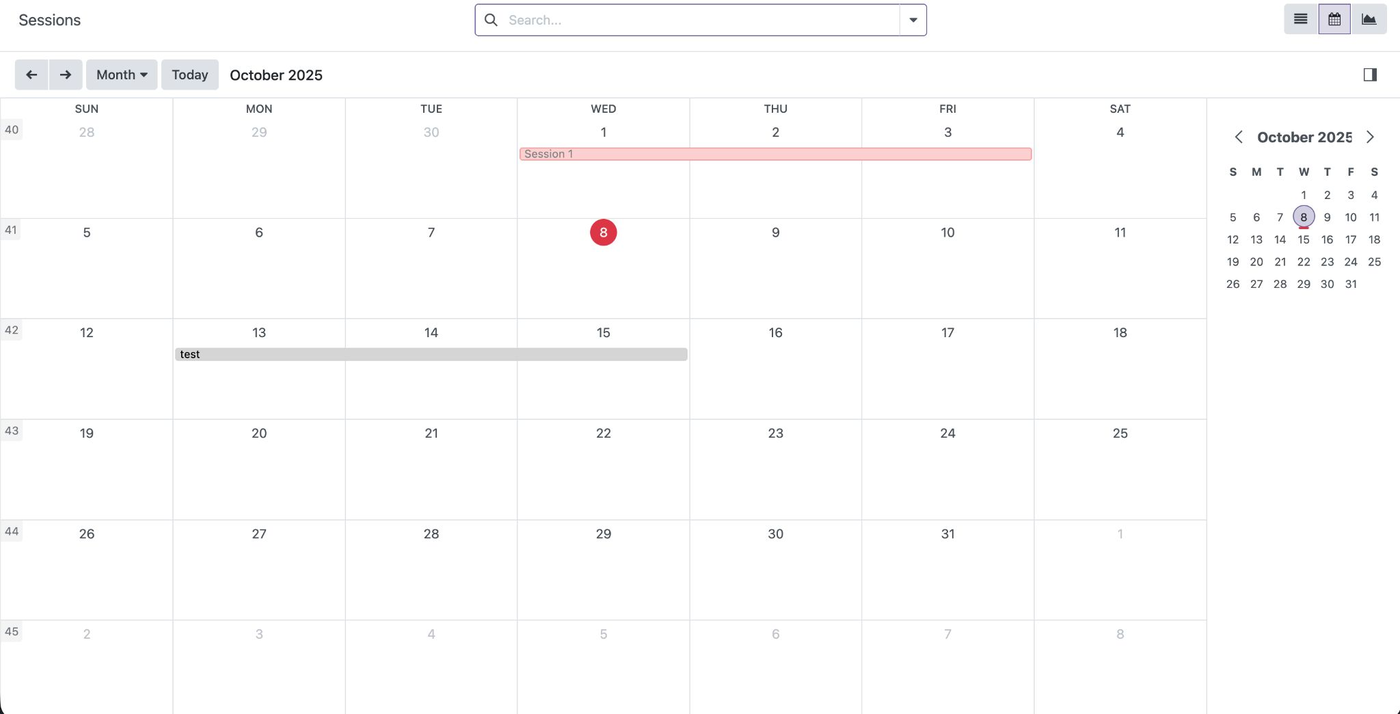 Sessions
Search...
Month
Today
October 2025
SUN MON TUE WED THU FRI SAT
40 28 29 30 1 2 3 4
Session 1
41 5 6 7 8 9 10 11
42 12 13 14 15 16 17 18
test
43 19 20 21 22 23 24 25
44 26 27 28 29 30 31 1
45 2 3 4 5 6 7 8
October 2025
S M T W T F S
1 2 3 4
5 6 7 8 9 10 11
12 13 14 15 16 17 18
19 20 21 22 23 24 25
26 27 28 29 30 31